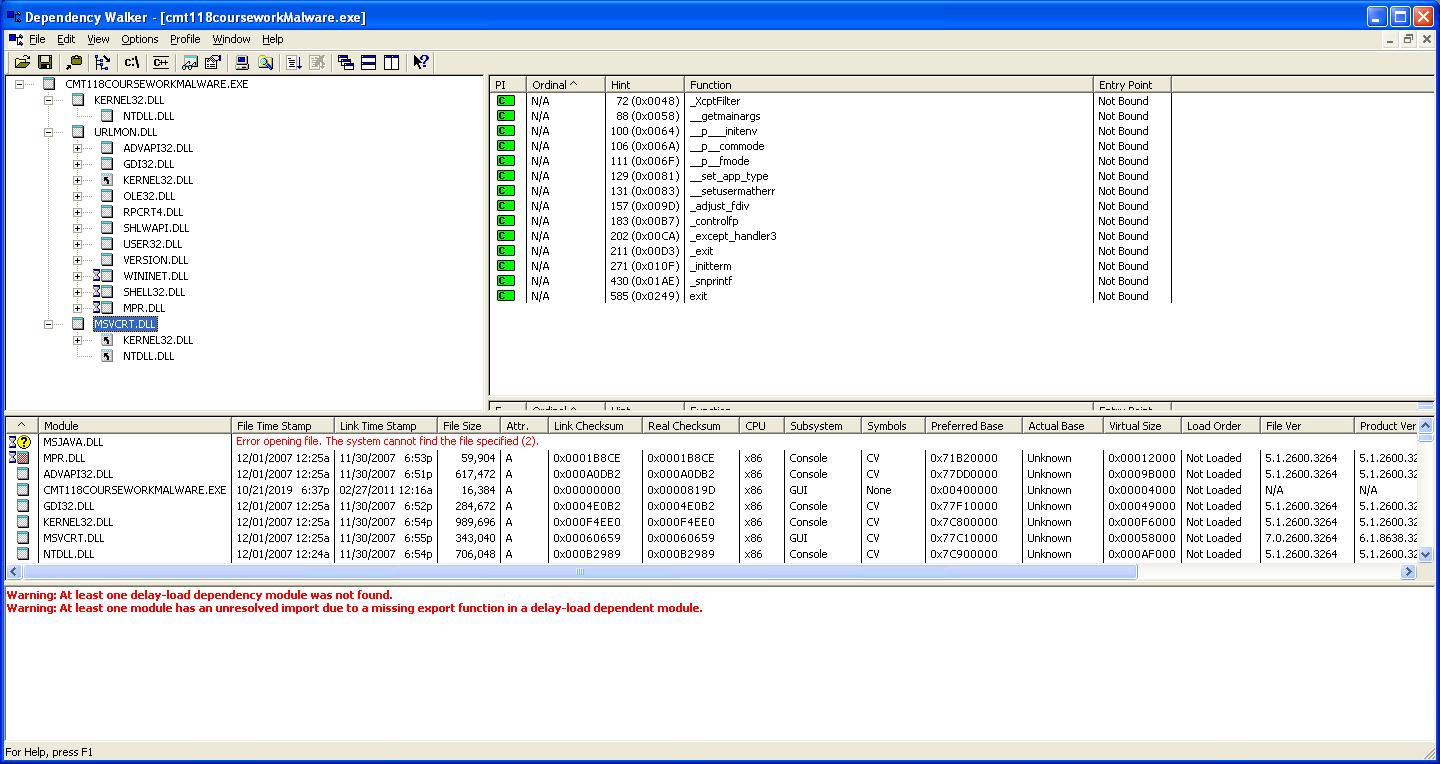 Dependency Walker - [cmt118courseworkMalware.exe]
File Edit View Options Profile Window Help
c:\ C++
CMT118COURSEWORKMALWARE.EXE
KERNEL32.DLL
NTDLL.DLL
URLMON.DLL
ADVAPI32.DLL
GDI32.DLL
KERNEL32.DLL
OLE32.DLL
RPCRT4.DLL
SHLWAPI.DLL
USER32.DLL
VERSION.DLL
WININET.DLL
SHELL32.DLL
MPR.DLL
MSVCRT.DLL
KERNEL32.DLL
NTDLL.DLL
PI Ordinal ^ Hint Function Entry Point
C N/A 72 (0x0048) _XcptFilter Not Bound
C N/A 88 (0x0058) __getmainargs Not Bound
C N/A 100 (0x0064) __p___initenv Not Bound
C N/A 106 (0x006A) __p__commode Not Bound
C N/A 111 (0x006F) __p__fmode Not Bound
C N/A 129 (0x0081) __set_app_type Not Bound
C N/A 131 (0x0083) __setusermatherr Not Bound
C N/A 157 (0x009D) _adjust_fdiv Not Bound
C N/A 183 (0x00B7) _controlfp Not Bound
C N/A 202 (0x00CA) _except_handler3 Not Bound
C N/A 211 (0x00D3) _exit Not Bound
C N/A 271 (0x010F) _initterm Not Bound
C N/A 430 (0x01AE) _snprintf Not Bound
C N/A 585 (0x0249) exit Not Bound
E Ordinal ^ Hint Function Entry Point
^ Module File Time Stamp Link Time Stamp File Size Attr. Link Checksum Real Checksum CPU Subsystem Symbols Preferred Base Actual Base Virtual Size Load Order File Ver Product Ver
? MSJAVA.DLL Error opening file. The system cannot find the file specified (2).
MPR.DLL 12/01/2007 12:25a 11/30/2007 6:53p 59,904 A 0x0001B8CE 0x0001B8CE x86 Console CV 0x71B20000 Unknown 0x00012000 Not Loaded 5.1.2600.3264 5.1.2600.32
ADVAPI32.DLL 12/01/2007 12:25a 11/30/2007 6:51p 617,472 A 0x000A0DB2 0x000A0DB2 x86 Console CV 0x77DD0000 Unknown 0x0009B000 Not Loaded 5.1.2600.3264 5.1.2600.32
CMT118COURSEWORKMALWARE.EXE 10/21/2019 6:37p 02/27/2011 12:16a 16,384 A 0x00000000 0x0000819D x86 GUI None 0x00400000 Unknown 0x00004000 Not Loaded N/A N/A
GDI32.DLL 12/01/2007 12:25a 11/30/2007 6:52p 284,672 A 0x0004E0B2 0x0004E0B2 x86 Console CV 0x77F10000 Unknown 0x00049000 Not Loaded 5.1.2600.3264 5.1.2600.32
KERNEL32.DLL 12/01/2007 12:25a 11/30/2007 6:54p 989,696 A 0x000F4EE0 0x000F4EE0 x86 Console CV 0x7C800000 Unknown 0x000F6000 Not Loaded 5.1.2600.3264 5.1.2600.32
MSVCRT.DLL 12/01/2007 12:25a 11/30/2007 6:55p 343,040 A 0x00060659 0x00060659 x86 GUI CV 0x77C10000 Unknown 0x00058000 Not Loaded 7.0.2600.3264 6.1.8638.32
NTDLL.DLL 12/01/2007 12:24a 11/30/2007 6:54p 706,048 A 0x000B2989 0x000B2989 x86 Console CV 0x7C900000 Unknown 0x000AF000 Not Loaded 5.1.2600.3264 5.1.2600.32
Warning: At least one delay-load dependency module was not found.
Warning: At least one module has an unresolved import due to a missing export function in a delay-load dependent module.
For Help, press F1